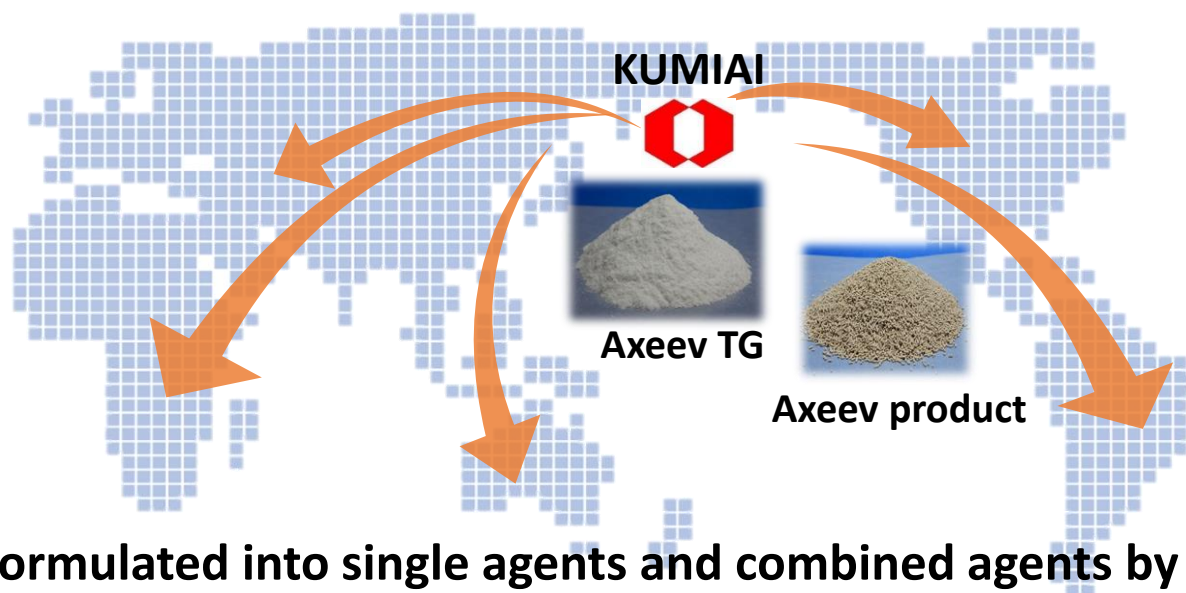 KUMIAI
Axeev TG
Axeev product
ormulated into single agents and combined agents by